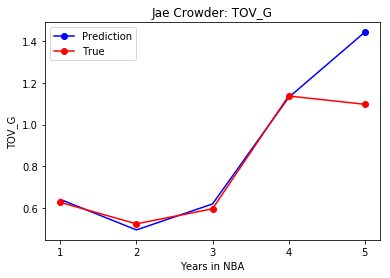 Jae Crowder: TOV_G
Prediction
True
TOV_G
1.4
1.2
1.0
0.8
0.6
1 2 3 4 5
Years in NBA